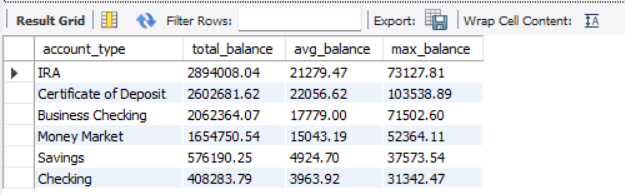 Result Grid Filter Rows: Export: Wrap Cell Content: IA
account_type total_balance avg_balance max_balance
IRA 2894008.04 21279.47 73127.81
Certificate of Deposit 2602681.62 22056.62 103538.89
Business Checking 2062364.07 17779.00 71502.60
Money Market 1654750.54 15043.19 52364.11
Savings 576190.25 4924.70 37573.54
Checking 408283.79 3963.92 31342.47